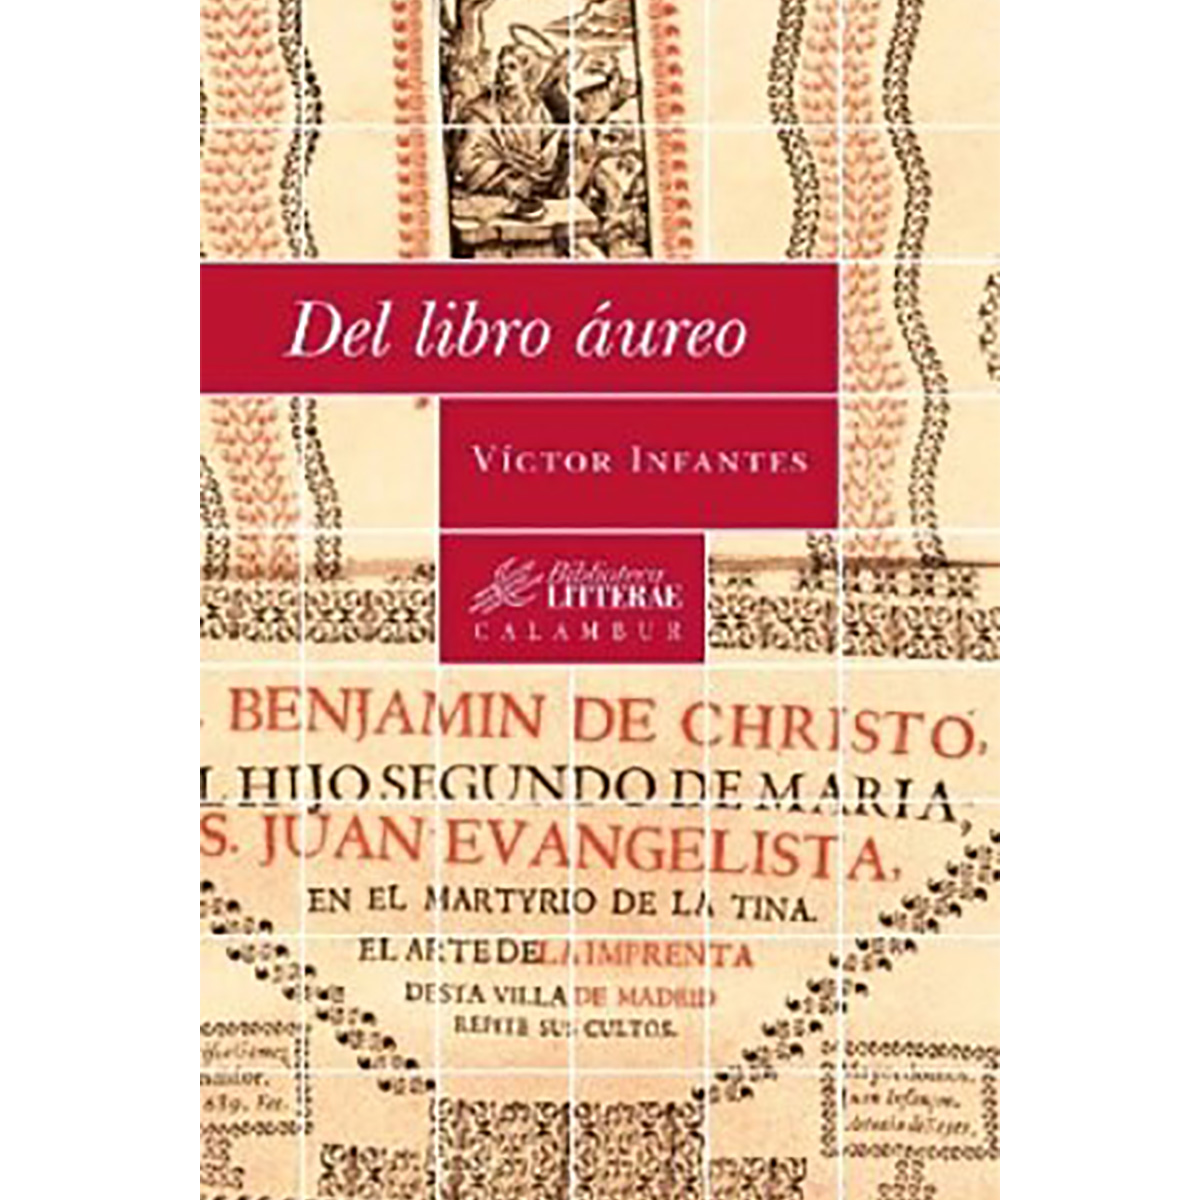 Del libro áureo
VÍCTOR INFANTES
Biblioteca
LITTERAE
CALAMBUR
BENJAMIN DE CHRISTO,
L HIJO SEGUNDO DE MARIA,
S. JUAN EVANGELISTA,
EN EL MARTYRIO DE LA TINA.
EL ARTE DE LA IMPRENTA
DESTA VILLA DE MADRID
REPITE SUS CULTOS.